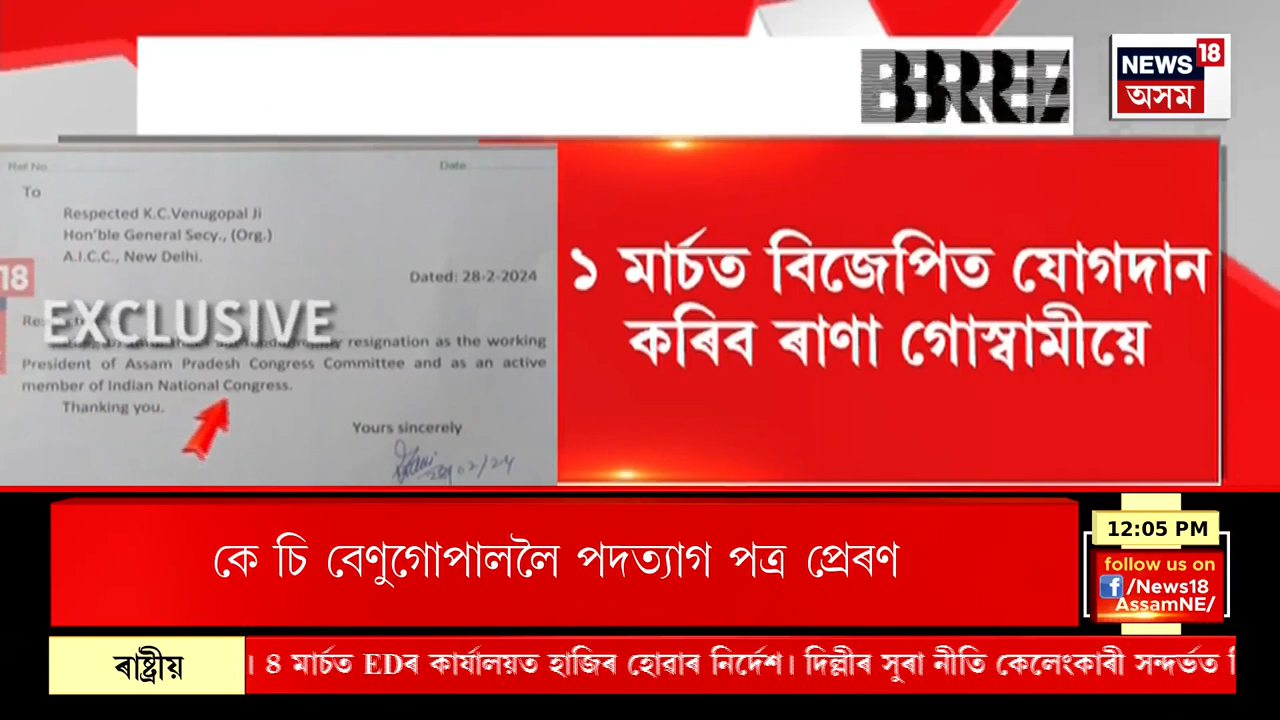 NEWS 18
অসম
Ref No
Date
To
Respected K.C.Venugopal Ji
Hon'ble General Secy., (Org.)
A.I.C.C., New Delhi.
Dated: 28-2-2024
18
EXCLUSIVE
resignation as the working
President of Assam Pradesh Congress Committee and as an active
member of Indian National Congress.
Thanking you.
Yours sincerely
১ মাৰ্চত বিজেপিত যোগদান
কৰিব ৰাণা গোস্বামীয়ে
কে চি বেণুগোপাললৈ পদত্যাগ পত্ৰ প্ৰেৰণ
12:05 PM
follow us on
/News18
AssamNE/
ৰাষ্ট্ৰীয়
। ৪ মাৰ্চত EDৰ কাৰ্যালয়ত হাজিৰ হোৱাৰ নিৰ্দেশ। দিল্লীৰ সুৰা নীতি কেলেংকাৰী সন্দৰ্ভত